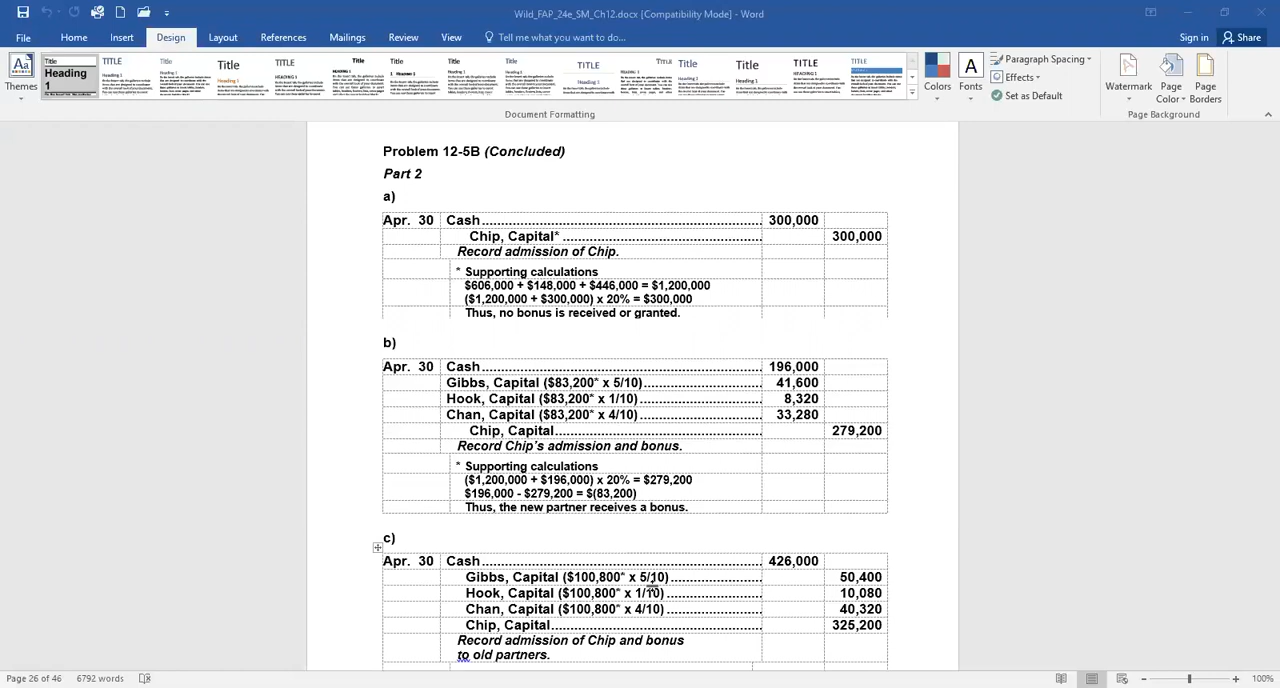 Wild_FAP_24e_SM_Ch12.docx [Compatibility Mode] - Word
File Home Insert Design Layout References Mailings Review View Tell me what you want to do... Sign in Share
Themes
Title
Heading 1
Colors Fonts
Paragraph Spacing
Effects
Set as Default
Watermark Page Color Page Borders
Document Formatting Page Background
Problem 12-5B (Concluded)
Part 2
a)
Apr. 30 Cash 300,000
Chip, Capital* 300,000
Record admission of Chip.
* Supporting calculations
$606,000 + $148,000 + $446,000 = $1,200,000
($1,200,000 + $300,000) x 20% = $300,000
Thus, no bonus is received or granted.
b)
Apr. 30 Cash 196,000
Gibbs, Capital ($83,200* x 5/10) 41,600
Hook, Capital ($83,200* x 1/10) 8,320
Chan, Capital ($83,200* x 4/10) 33,280
Chip, Capital 279,200
Record Chip's admission and bonus.
* Supporting calculations
($1,200,000 + $196,000) x 20% = $279,200
$196,000 - $279,200 = $(83,200)
Thus, the new partner receives a bonus.
c)
Apr. 30 Cash 426,000
Gibbs, Capital ($100,800* x 5/10) 50,400
Hook, Capital ($100,800* x 1/10) 10,080
Chan, Capital ($100,800* x 4/10) 40,320
Chip, Capital 325,200
Record admission of Chip and bonus
to old partners.
Page 26 of 46 6792 words 100%